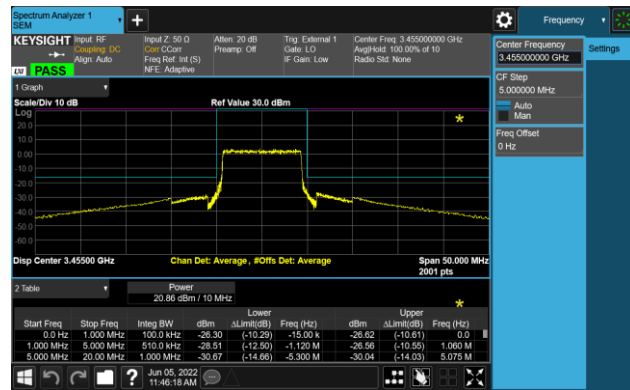 Spectrum Analyzer 1
SEM
+
Frequency
KEYSIGHT
Input: RF
Coupling: DC
Align: Auto
Input Z: 50 Ω
Corr CCorr
Freq Ref: Int (S)
NFE: Adaptive
Atten: 20 dB
Preamp: Off
Trig: External 1
Gate: LO
IF Gain: Low
Center Freq: 3.455000000 GHz
Avg|Hold: 100.00% of 10
Radio Std: None
LXI PASS
Center Frequency
3.455000000 GHz
Settings
CF Step
5.000000 MHz
Auto
Man
Freq Offset
0 Hz
1 Graph
Scale/Div 10 dB
Ref Value 30.0 dBm
Log
20.0
10.0
0.00
-10.0
-20.0
-30.0
-40.0
-50.0
-60.0
Disp Center 3.45500 GHz
Chan Det: Average, #Offs Det: Average
Span 50.000 MHz
2001 pts
2 Table
Power
20.86 dBm / 10 MHz
Lower Upper
Start Freq Stop Freq Integ BW dBm ΔLimit(dB) Freq (Hz) dBm ΔLimit(dB) Freq (Hz)
0.0 Hz 1.000 MHz 100.0 kHz -26.30 (-10.29) -15.00 k -26.62 (-10.61) 0.0
1.000 MHz 5.000 MHz 510.0 kHz -28.51 (-12.50) -1.120 M -26.56 (-10.55) 1.060 M
5.000 MHz 20.00 MHz 1.000 MHz -30.67 (-14.66) -5.300 M -30.04 (-14.03) 5.075 M
?
Jun 05, 2022
11:46:18 AM